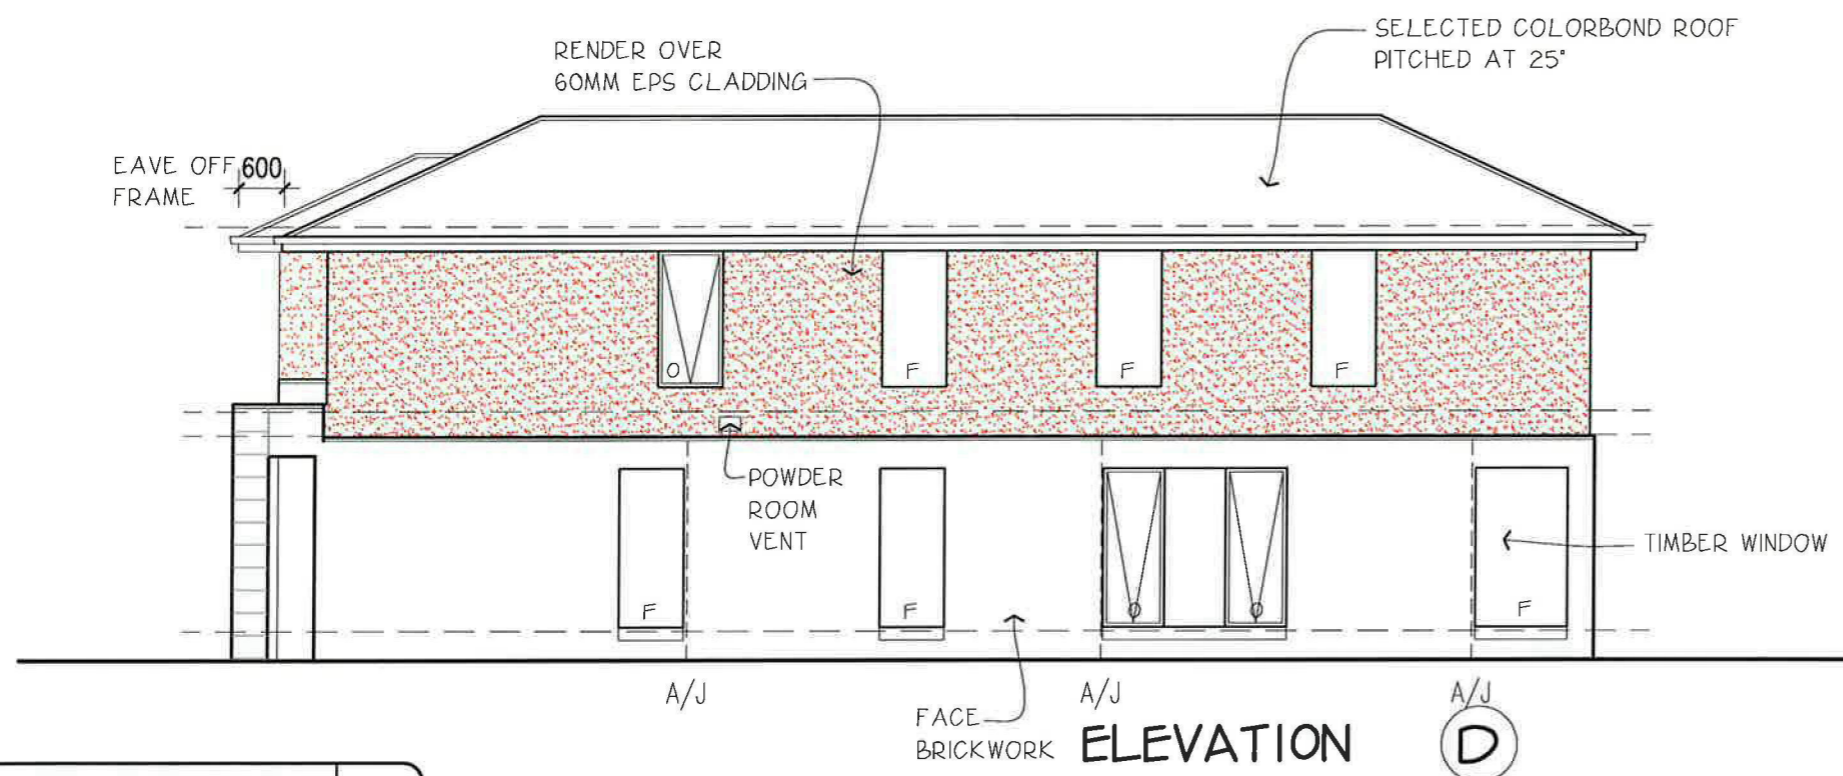 RENDER OVER
60MM EPS CLADDING
SELECTED COLORBOND ROOF
PITCHED AT 25°
EAVE OFF 600
FRAME
O
F
F
F
POWDER
ROOM
VENT
TIMBER WINDOW
F
F
O
O
F
A/J
A/J
A/J
FACE
BRICKWORK
ELEVATION D